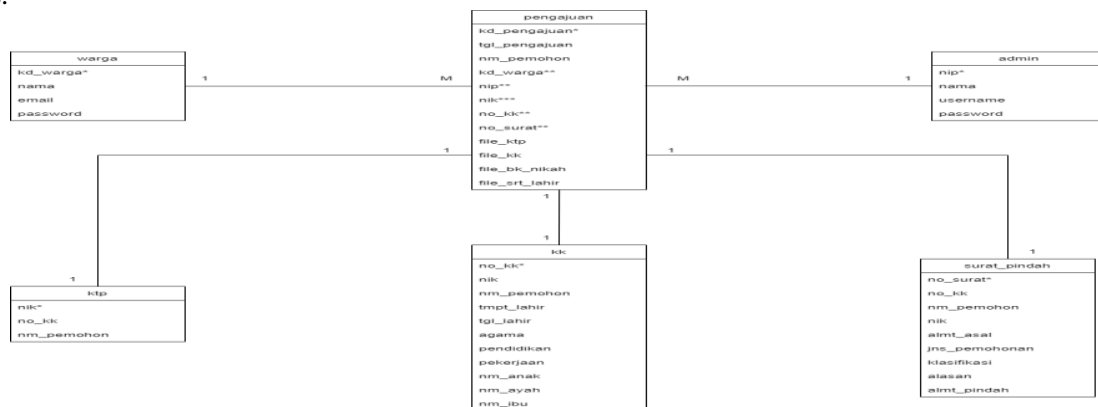 pengajuan
kd_pengajuan*
tgl_pengajuan
nm_pemohon
kd_warga**
nip**
nik***
no_kk**
no_surat**
file_ktp
file_kk
file_bk_nikah
file_srt_lahir
warga
kd_warga*
nama
email
password
1
M
M
1
admin
nip*
nama
username
password
1
1
1
1
1
1
ktp
nik*
no_kk
nm_pemohon
kk
no_kk*
nik
nm_pemohon
tmpt_lahir
tgl_lahir
agama
pendidikan
pekerjaan
nm_anak
nm_ayah
nm_ibu
surat_pindah
no_surat*
no_kk
nm_pemohon
nik
almt_asal
jns_pemohonan
klasifikasi
alasan
almt_pindah